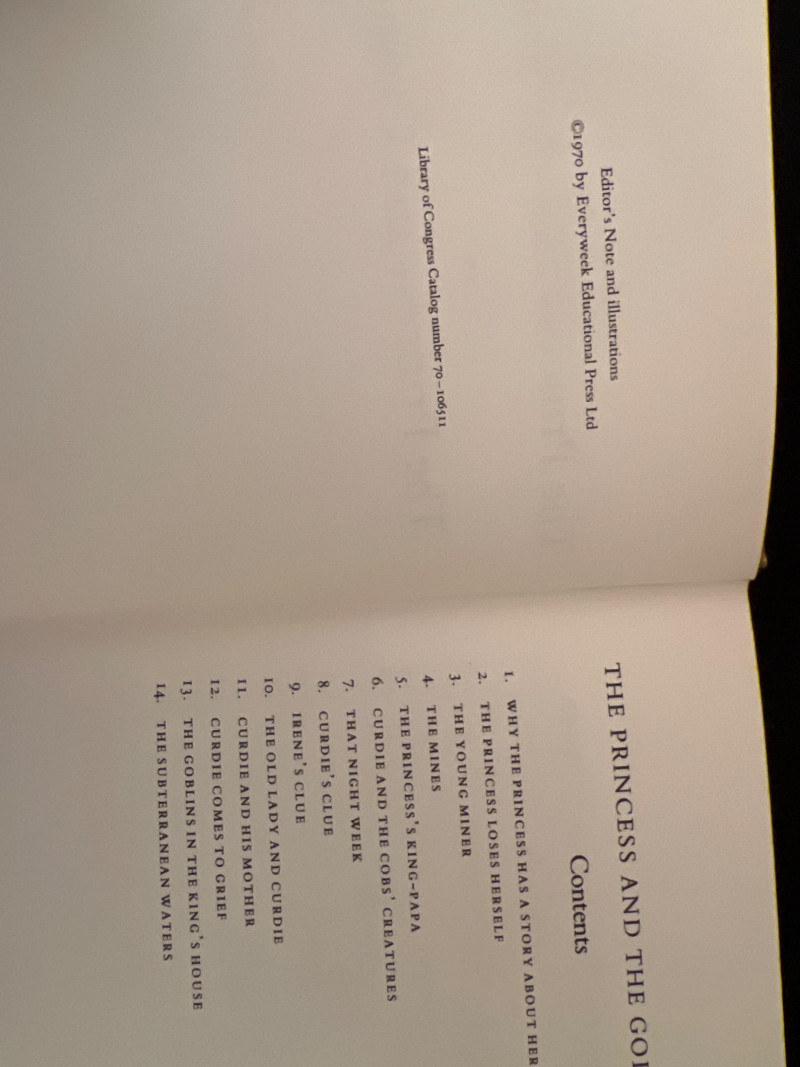 Editor's Note and illustrations
©1970 by Everyweek Educational Press Ltd
Library of Congress Catalog number 70–106511
THE PRINCESS AND THE
Contents
1. WHY THE PRINCESS HAS A STORY ABOUT HER
2. THE PRINCESS LOSES HERSELF
3. THE YOUNG MINER
4. THE MINES
5. THE PRINCESS'S KING-PAPA
6. CURDIE AND THE COBS' CREATURES
7. THAT NIGHT WEEK
8. CURDIE'S CLUE
9. IRENE'S CLUE
10. THE OLD LADY AND CURDIE
11. CURDIE AND HIS MOTHER
12. CURDIE COMES TO GRIEF
13. THE GOBLINS IN THE KING'S HOUSE
14. THE SUBTERRANEAN WATERS